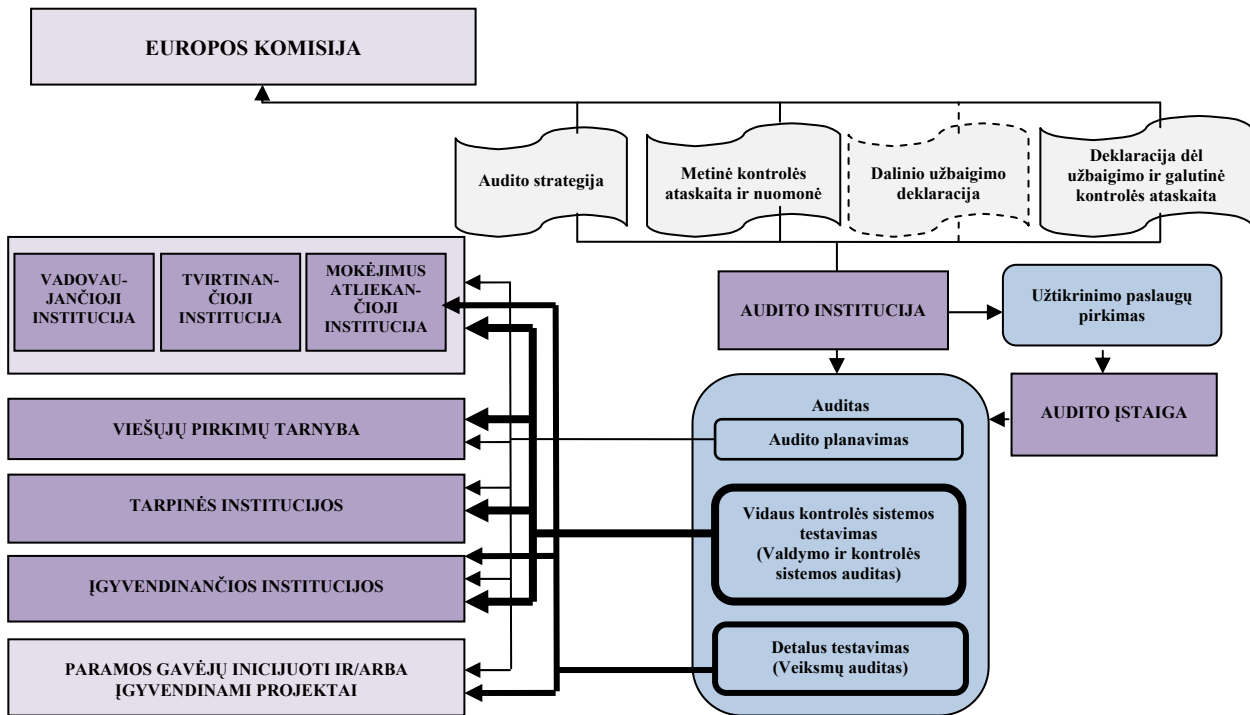 EUROPOS KOMISIJA
Audito strategija
Metinė kontrolės
ataskaita ir nuomonė
Dalinio užbaigimo
deklaracija
Deklaracija dėl
užbaigimo ir galutinė
kontrolės ataskaita
VADOVAU-
JANČIOJI
INSTITUCIJA
TVIRTINAN-
ČIOJI
INSTITUCIJA
MOKĖJIMUS
ATLIEKAN-
ČIOJI
INSTITUCIJA
AUDITO INSTITUCIJA
Užtikrinimo paslaugų
pirkimas
AUDITO ĮSTAIGA
Auditas
Audito planavimas
VIEŠŲJŲ PIRKIMŲ TARNYBA
TARPINĖS INSTITUCIJOS
Vidaus kontrolės sistemos
testavimas
(Valdymo ir kontrolės
sistemos auditas)
ĮGYVENDINANČIOS INSTITUCIJOS
Detalus testavimas
(Veiksmų auditas)
PARAMOS GAVĖJŲ INICIJUOTI IR/ARBA
ĮGYVENDINAMI PROJEKTAI